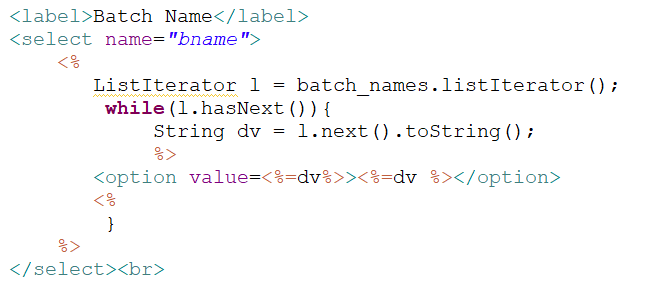 <label>Batch Name</label>
<select name="bname">
<%
ListIterator l = batch_names.listIterator();
while(l.hasNext()){
String dv = l.next().toString();
%>
<option value=<%=dv%>><%=dv %></option>
<%
}
%>
</select><br>